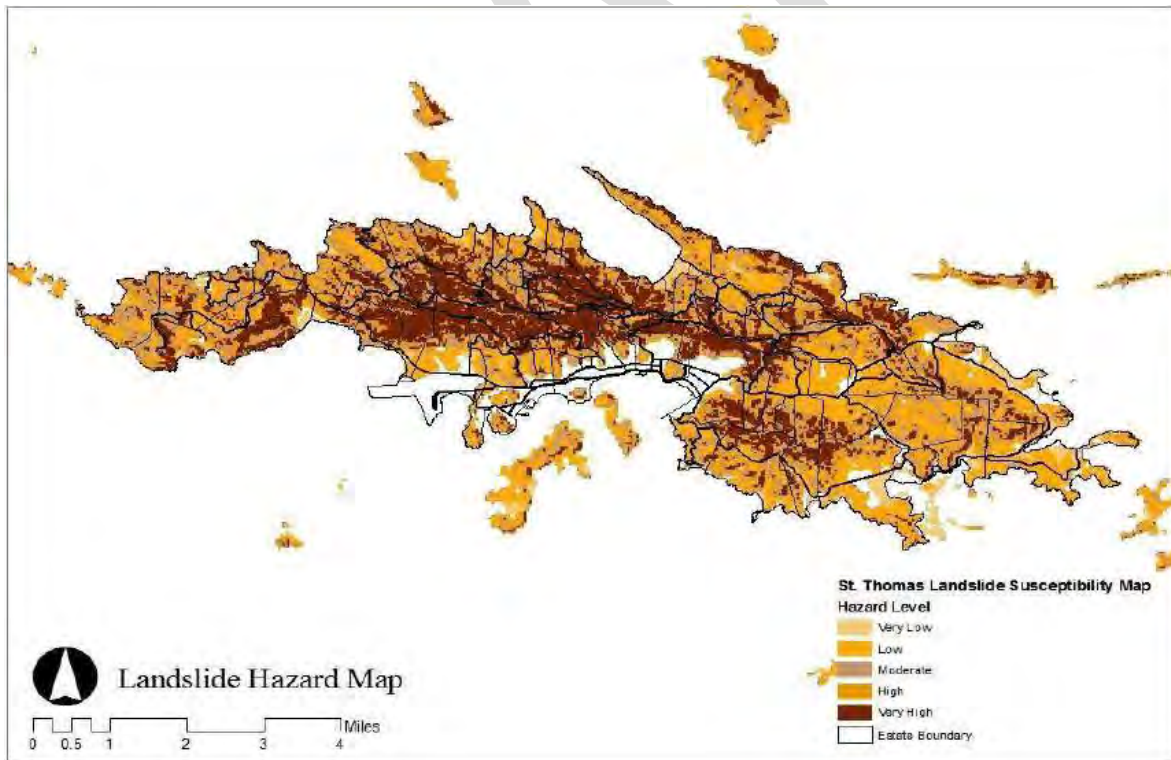 St. Thomas Landslide Susceptibility Map
Hazard Level
Very Low
Low
Moderate
High
Very High
Estate Boundary
Landslide Hazard Map
Miles
0 0.5 1 2 3 4